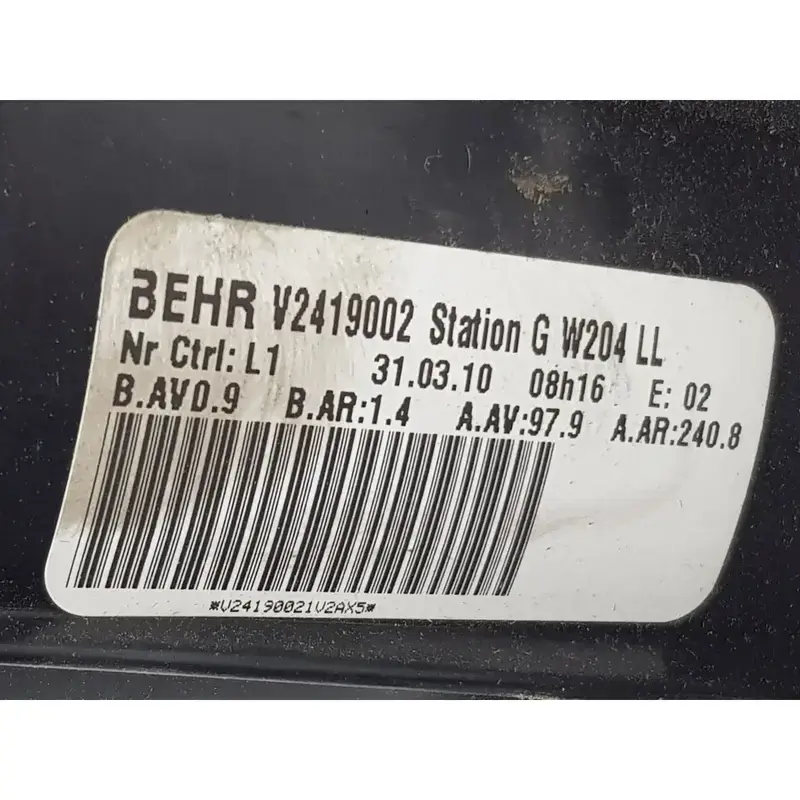 BEHR V2419002 Station G W204 LL
Nr Ctrl: L1 31.03.10 08h16 E: 02
B.AV0.9 B.AR:1.4 A.AV:97.9 A.AR:240.8
*V24190021V2AX5*